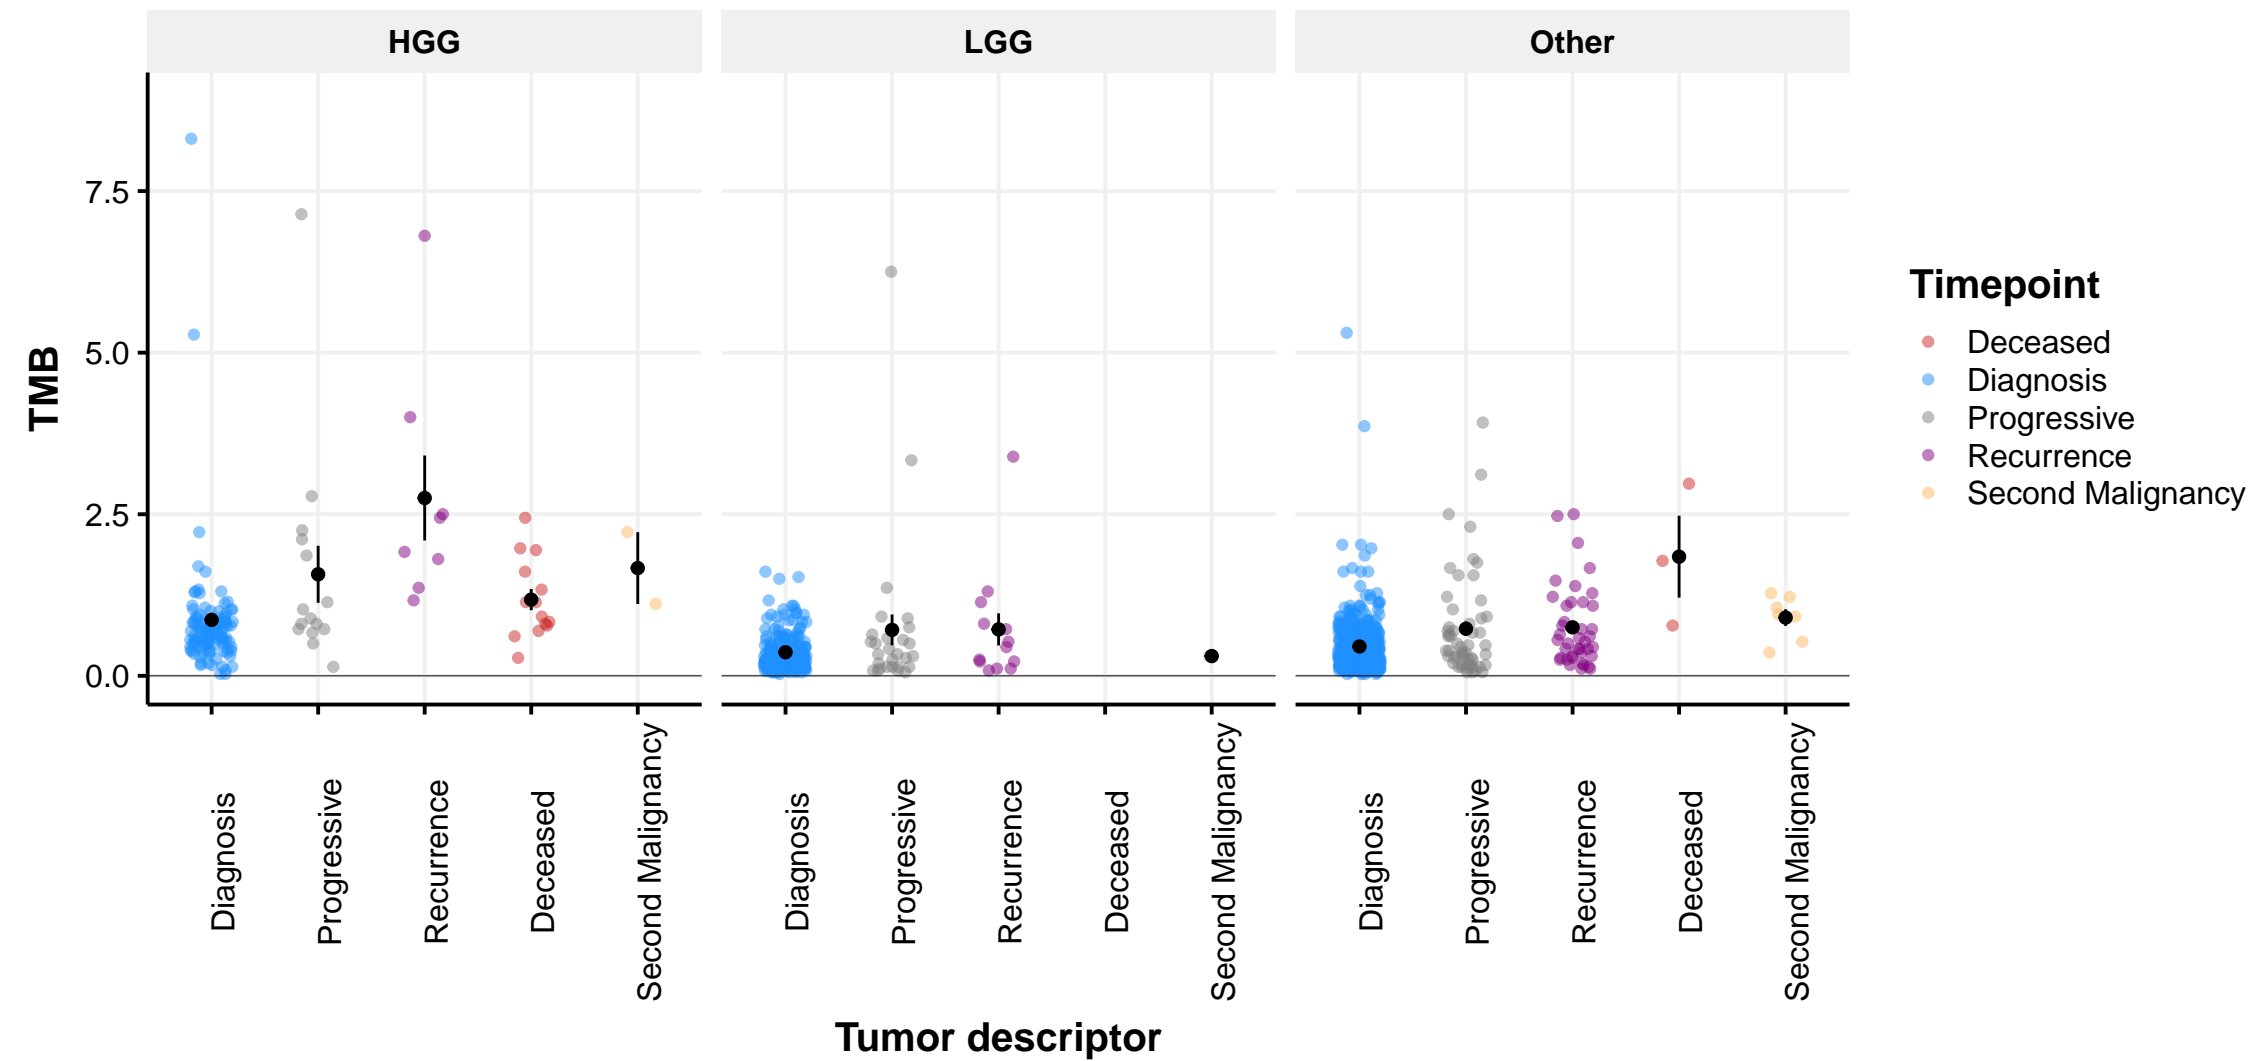 HGG
LGG
Other
TMB
7.5
5.0
2.5
0.0
Diagnosis
Progressive
Recurrence
Deceased
Second Malignancy
Diagnosis
Progressive
Recurrence
Deceased
Second Malignancy
Diagnosis
Progressive
Recurrence
Deceased
Second Malignancy
Tumor descriptor
Timepoint
Deceased
Diagnosis
Progressive
Recurrence
Second Malignancy